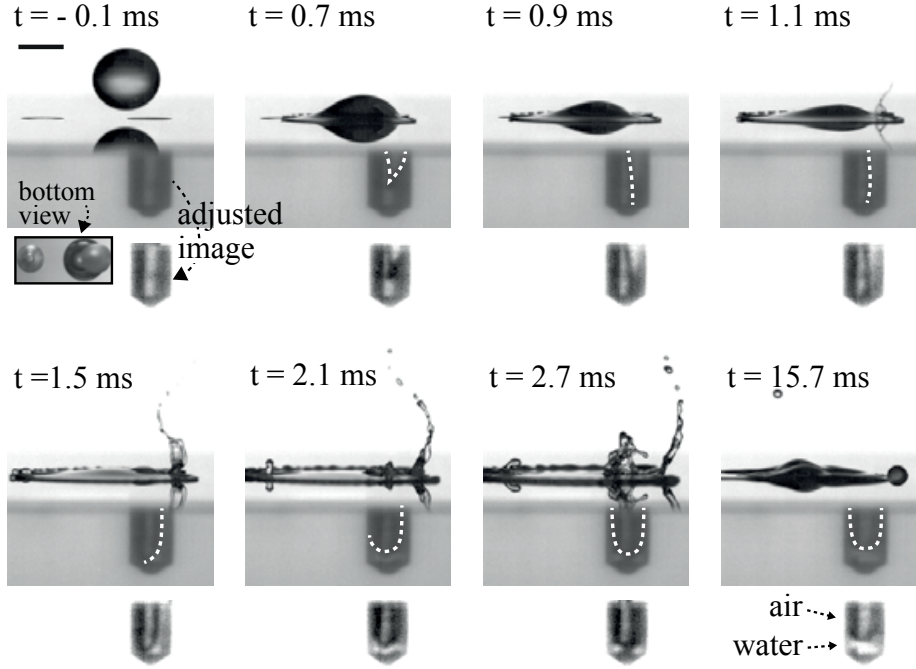 t = - 0.1 ms
t = 0.7 ms
t = 0.9 ms
t = 1.1 ms
bottom
view
adjusted
image
t =1.5 ms
t = 2.1 ms
t = 2.7 ms
t = 15.7 ms
air
water